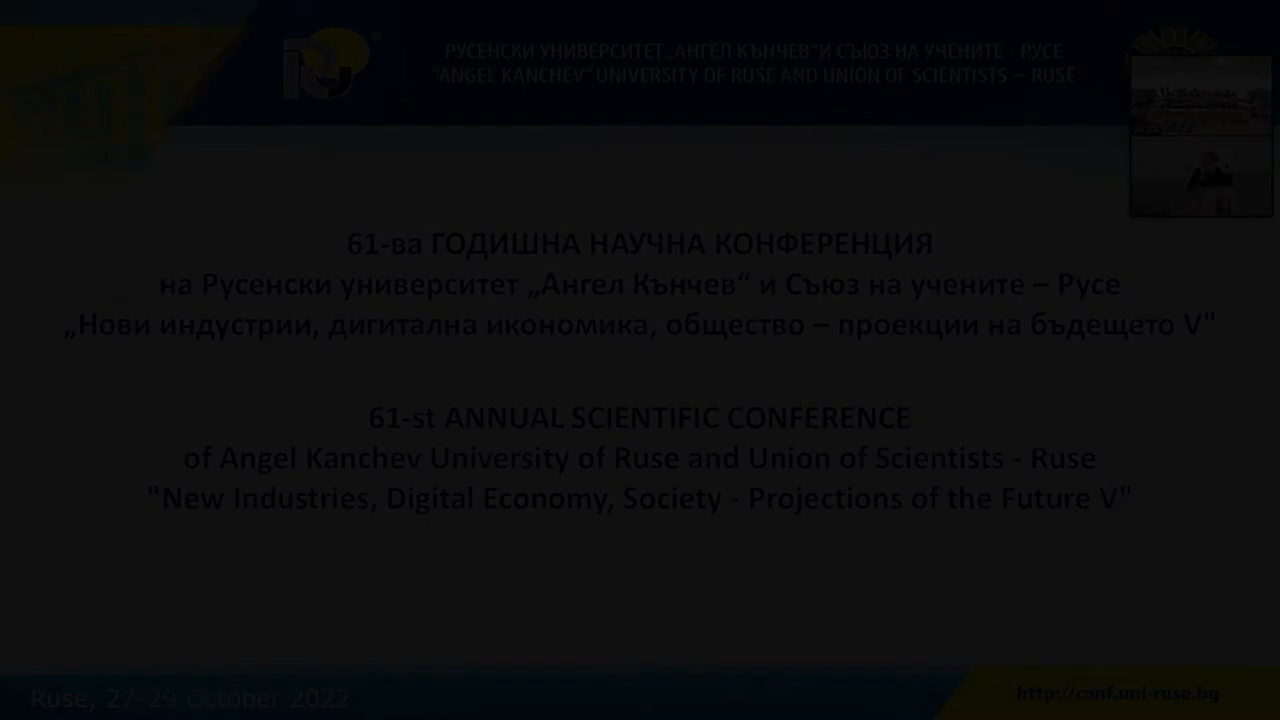 РУСЕНСКИ УНИВЕРСИТЕТ „АНГЕЛ КЪНЧЕВ“ И СЪЮЗ НА УЧЕНИТЕ - РУСЕ
"ANGEL KANCHEV" UNIVERSITY OF RUSE AND UNION OF SCIENTISTS – RUSE
61-ва ГОДИШНА НАУЧНА КОНФЕРЕНЦИЯ
на Русенски университет „Ангел Кънчев“ и Съюз на учените – Русе
„Нови индустрии, дигитална икономика, общество – проекции на бъдещето V"
61-st ANNUAL SCIENTIFIC CONFERENCE
of Angel Kanchev University of Ruse and Union of Scientists - Ruse
"New Industries, Digital Economy, Society - Projections of the Future V"
Ruse, 27-29 October 2022
http://conf.uni-ruse.bg